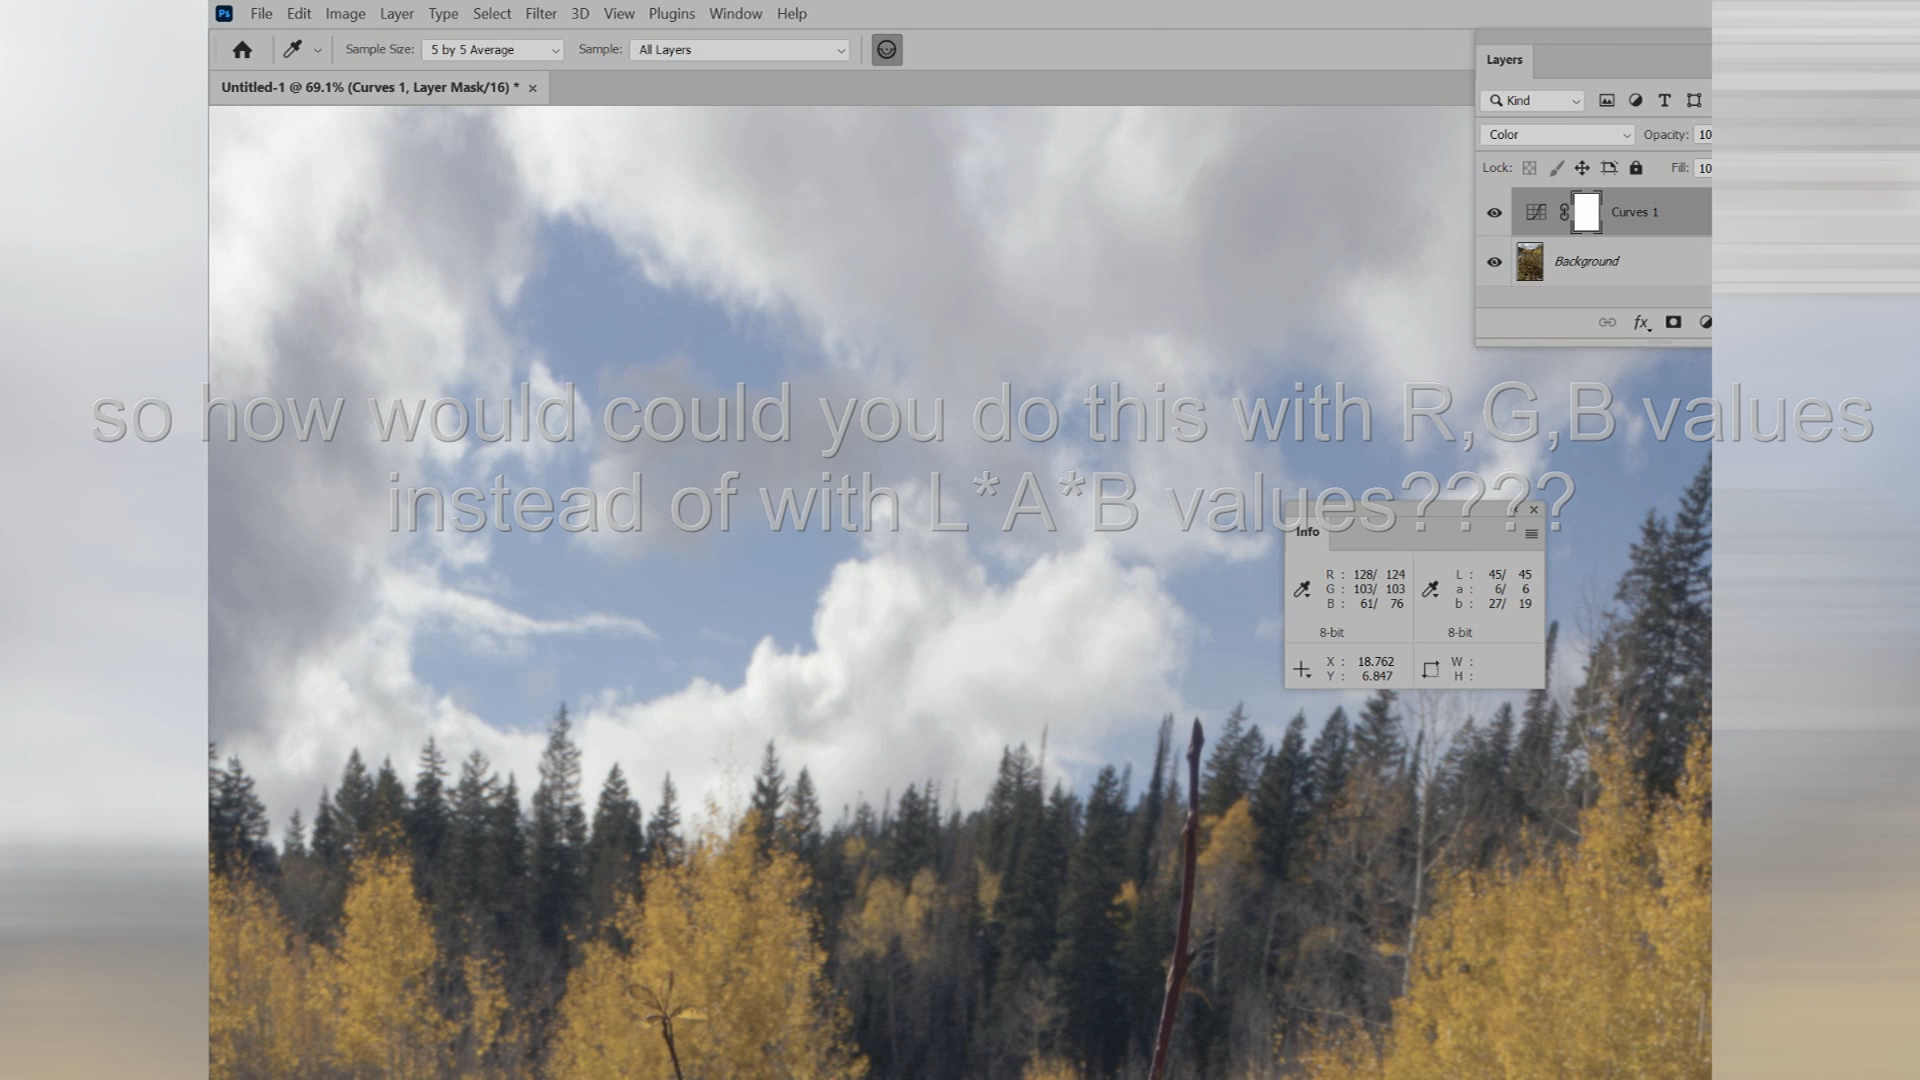 Ps File Edit Image Layer Type Select Filter 3D View Plugins Window Help
Sample Size: 5 by 5 Average Sample: All Layers
Untitled-1 @ 69.1% (Curves 1, Layer Mask/16) * ×
Layers
Kind
Color Opacity: 10
Lock: Fill: 10
Curves 1
Background
fx
so how would could you do this with R,G,B values
instead of with L*A*B values????
Info
R : 128/ 124 L : 45/ 45
G : 103/ 103 a : 6/ 6
B : 61/ 76 b : 27/ 19
8-bit 8-bit
X : 18.762 W :
Y : 6.847 H :